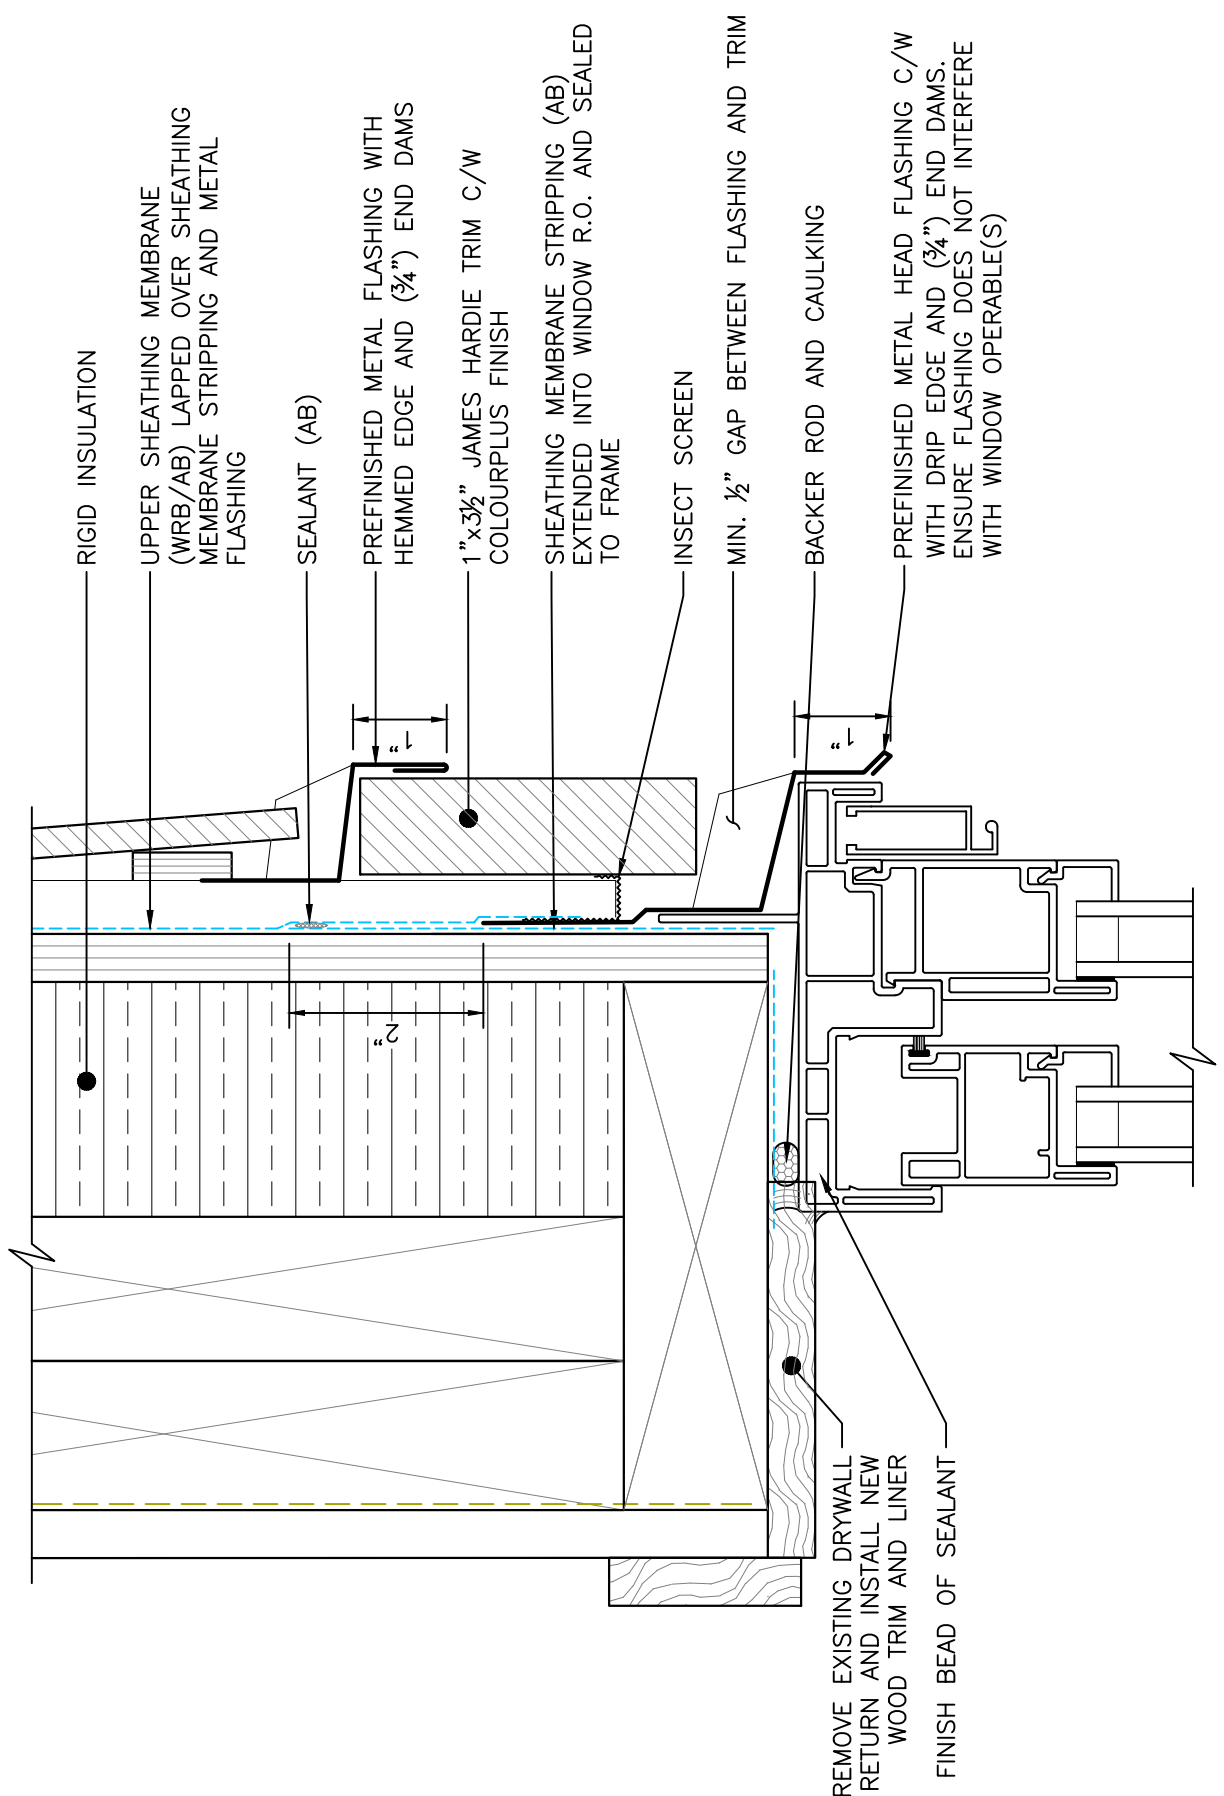 RIGID INSULATION
UPPER SHEATHING MEMBRANE
(WRB/AB) LAPPED OVER SHEATHING
MEMBRANE STRIPPING AND METAL
FLASHING
SEALANT (AB)
PREFINISHED METAL FLASHING WITH
HEMMED EDGE AND (¾") END DAMS
1"x3½" JAMES HARDIE TRIM C/W
COLOURPLUS FINISH
SHEATHING MEMBRANE STRIPPING (AB)
EXTENDED INTO WINDOW R.O. AND SEALED
TO FRAME
INSECT SCREEN
MIN. ½" GAP BETWEEN FLASHING AND TRIM
BACKER ROD AND CAULKING
PREFINISHED METAL HEAD FLASHING C/W
WITH DRIP EDGE AND (¾") END DAMS.
ENSURE FLASHING DOES NOT INTERFERE
WITH WINDOW OPERABLE(S)
1"
1"
2"
REMOVE EXISTING DRYWALL
RETURN AND INSTALL NEW
WOOD TRIM AND LINER
FINISH BEAD OF SEALANT